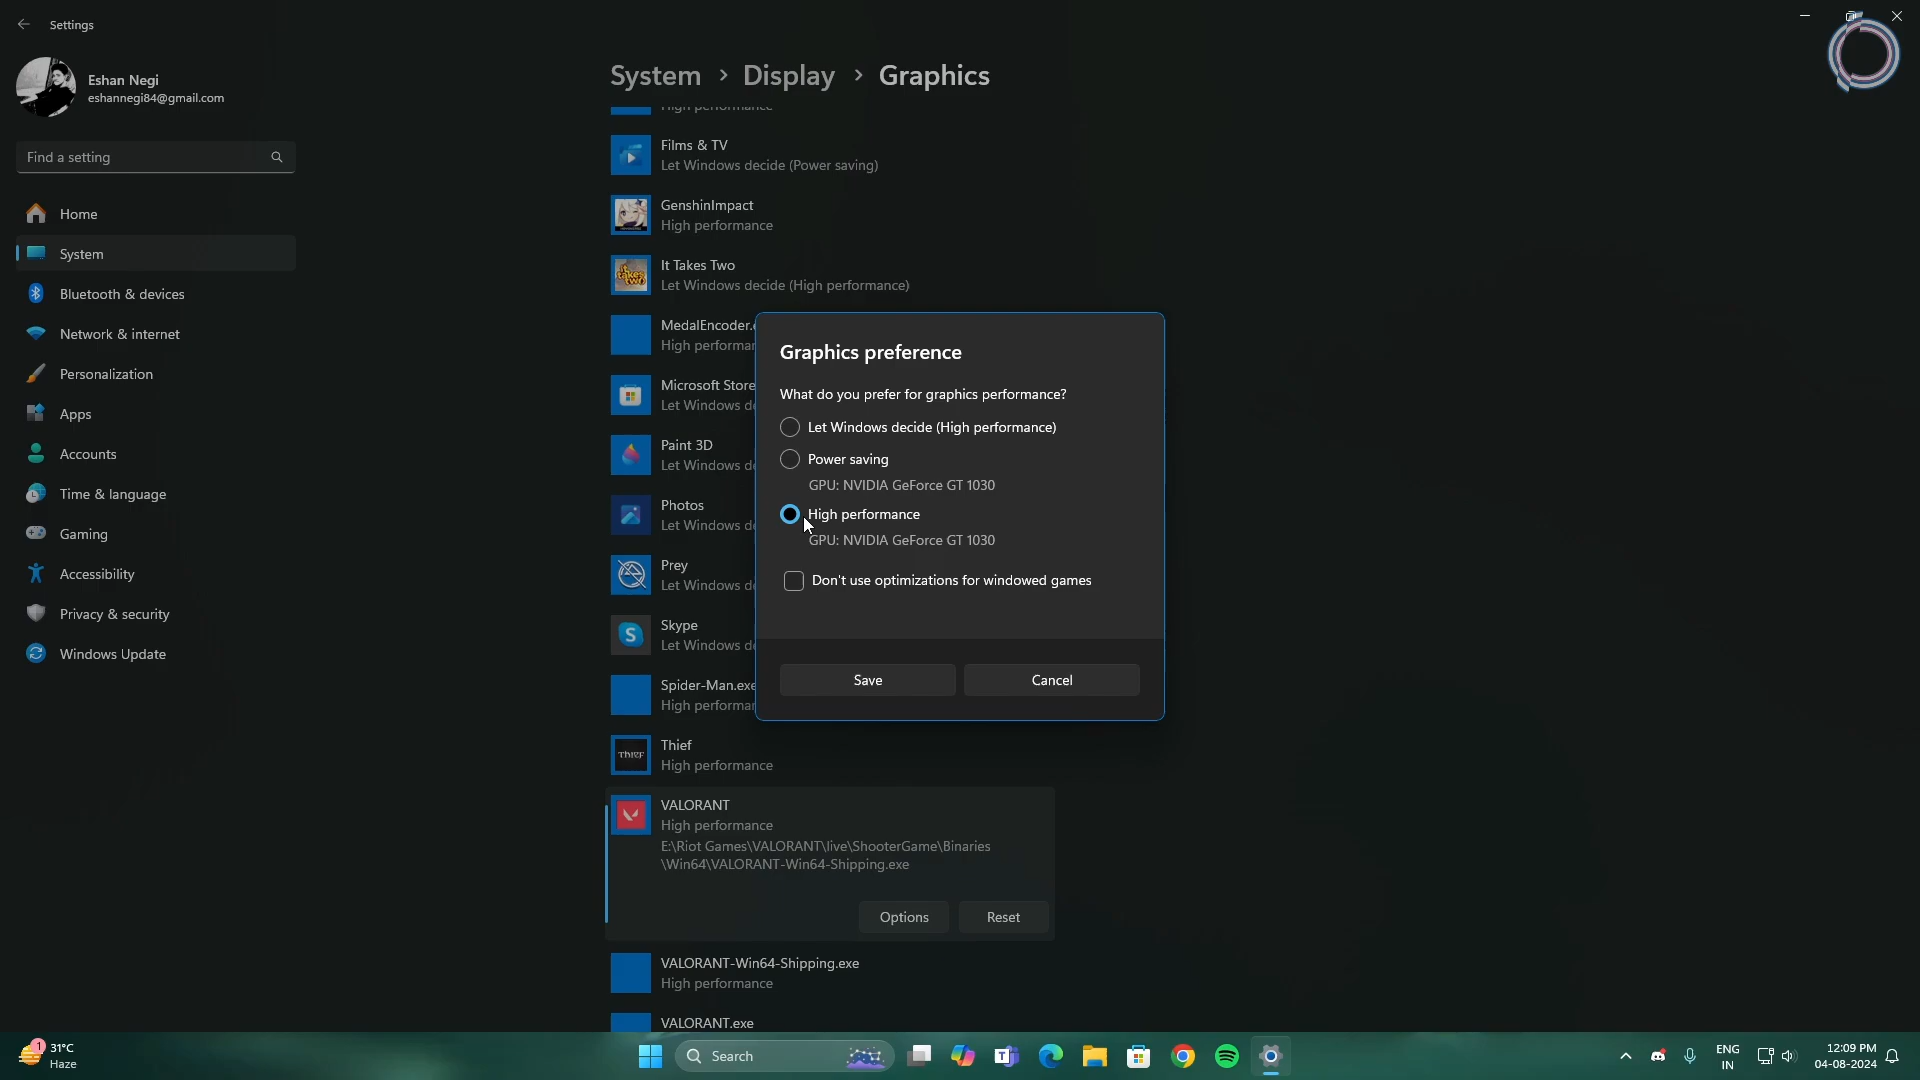 Settings
Eshan Negi
eshannegi84@gmail.com
Find a setting
Home
System
Bluetooth & devices
Network & internet
Personalization
Apps
Accounts
Time & language
Gaming
Accessibility
Privacy & security
Windows Update
System > Display > Graphics
High performance
Films & TV
Let Windows decide (Power saving)
GenshinImpact
High performance
It Takes Two
Let Windows decide (High performance)
MedalEncoder.e
High performan
Microsoft Store
Let Windows de
Paint 3D
Let Windows de
Photos
Let Windows de
Prey
Let Windows de
Skype
Let Windows de
Spider-Man.exe
High performan
THIEF
Thief
High performance
VALORANT
High performance
E:\Riot Games\VALORANT\live\ShooterGame\Binaries
\Win64\VALORANT-Win64-Shipping.exe
Options
Reset
VALORANT-Win64-Shipping.exe
High performance
VALORANT.exe
Graphics preference
What do you prefer for graphics performance?
Let Windows decide (High performance)
Power saving
GPU: NVIDIA GeForce GT 1030
High performance
GPU: NVIDIA GeForce GT 1030
Don't use optimizations for windowed games
Save
Cancel
1
31°C
Haze
Search
ENG
IN
12:09 PM
04-08-2024